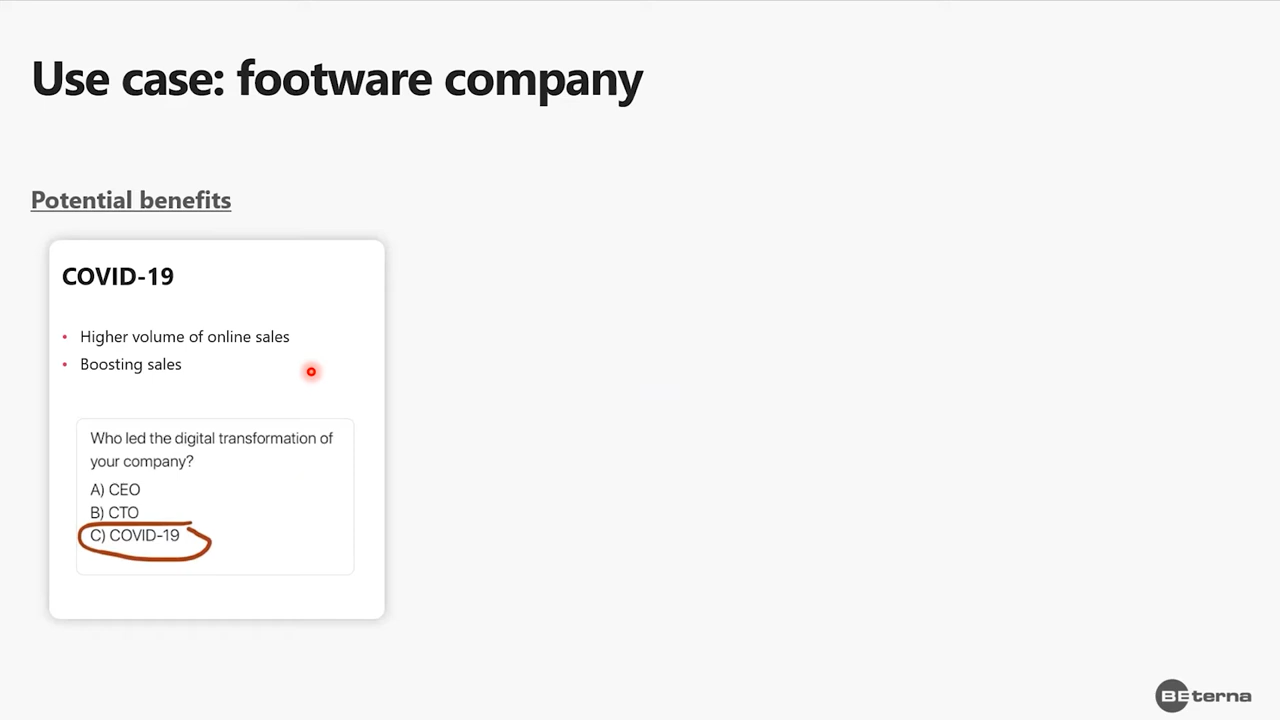 Use case: footware company
Potential benefits
COVID-19
• Higher volume of online sales
• Boosting sales
Who led the digital transformation of
your company?
A) CEO
B) CTO
C) COVID-19
BEterna